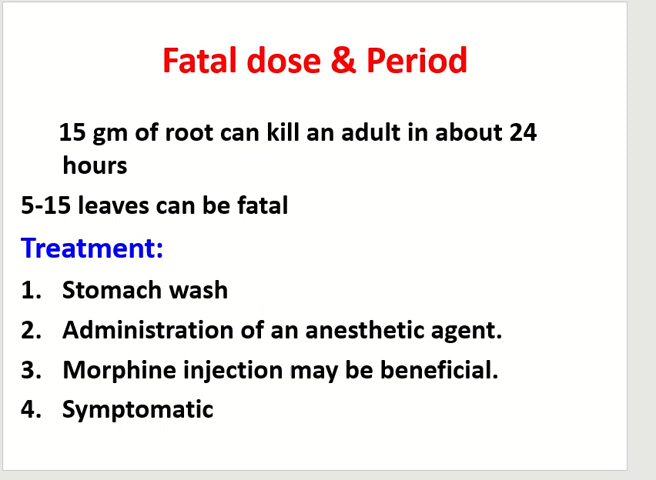 Fatal dose & Period
15 gm of root can kill an adult in about 24
hours
5-15 leaves can be fatal
Treatment:
1. Stomach wash
2. Administration of an anesthetic agent.
3. Morphine injection may be beneficial.
4. Symptomatic